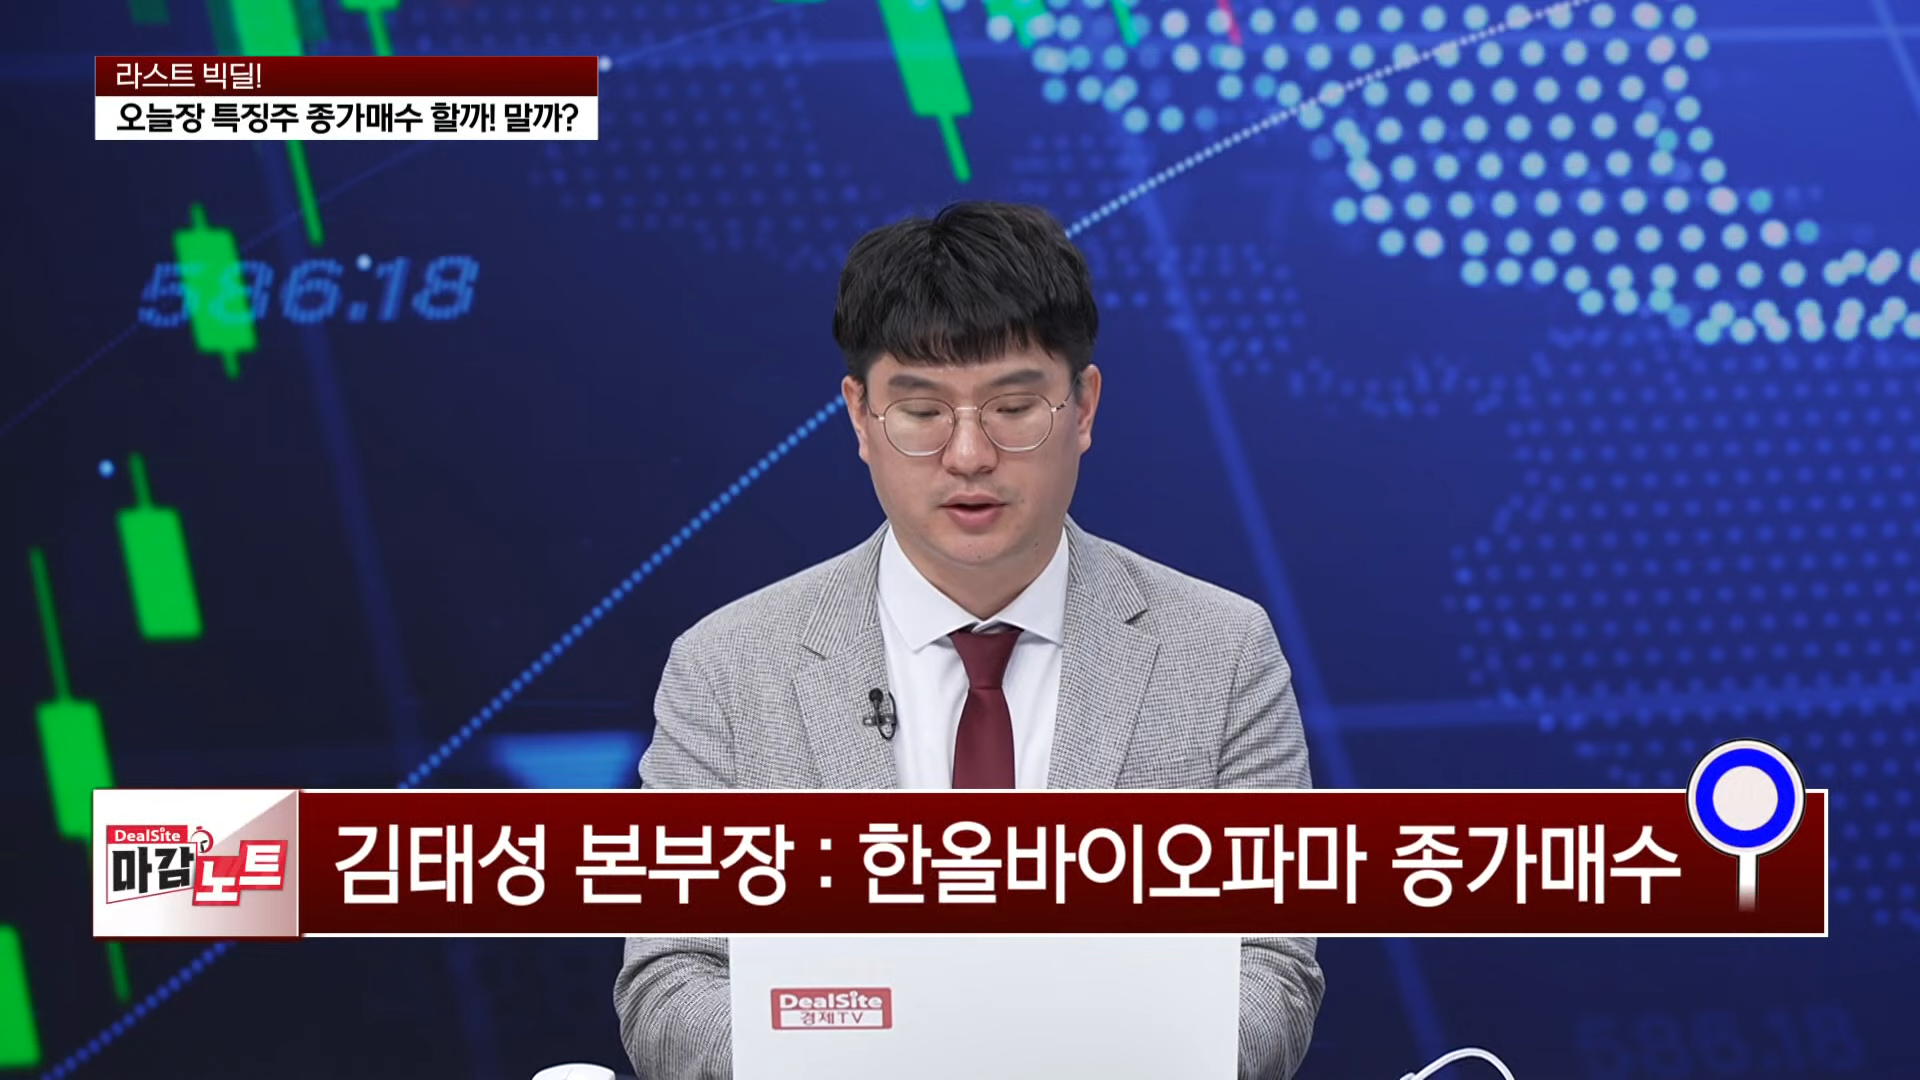 라스트 빅딜!
오늘장 특징주 종가매수 할까! 말까?
586.18
DealSite
마감노트
김태성 본부장 : 한올바이오파마 종가매수
DealSite
경제TV
586.18